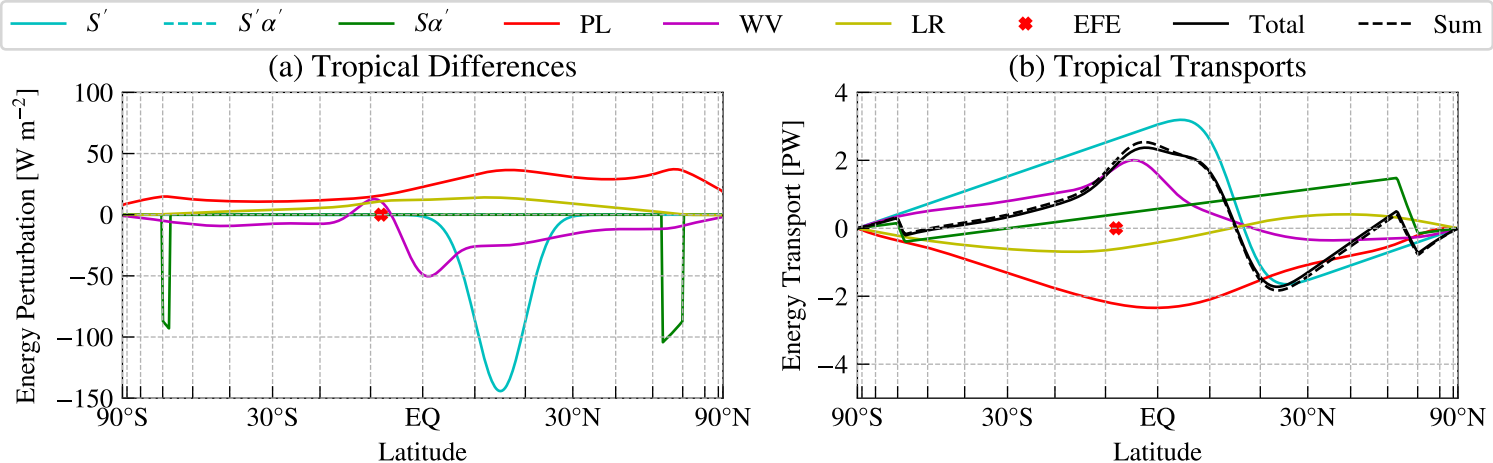 S′ S′α′ Sα′ PL WV LR EFE Total Sum
(a) Tropical Differences
Energy Perturbation [W m⁻²]
100
50
0
−50
−100
−150
90°S 30°S EQ 30°N 90°N
Latitude
(b) Tropical Transports
Energy Transport [PW]
4
2
0
−2
−4
90°S 30°S EQ 30°N 90°N
Latitude